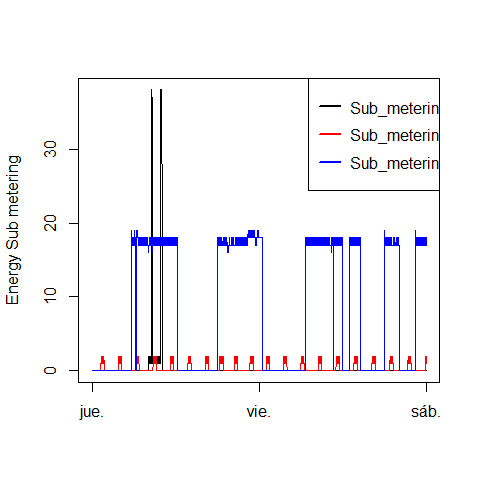 Energy Sub metering
30
20
10
0
Sub_meterin
Sub_meterin
Sub_meterin
jue.
vie.
sáb.